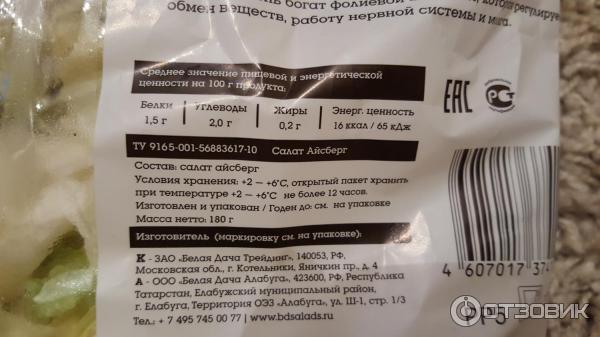 богат фолиевой
обмен веществ, работу нервной системы и
Среднее значение пищевой и энергетической
ценности на 100 г продукта:
Белки Углеводы Жиры Энерг. ценность
1,5 г 2,0 г 0,2 г 16 ккал / 65 кДж
EAC РСТ
ТУ 9165-001-56883617-10 Салат Айсберг
Состав: салат айсберг
Условия хранения: +2 — +6°С, открытый пакет хранить
при температуре +2 — +6°С не более 12 часов.
Изготовлен и упакован / Годен до: см. на упаковке
Масса нетто: 180 г
Изготовитель (маркировку см. на упаковке):
К - ЗАО «Белая Дача Трейдинг», 140053, РФ,
Московская обл., г. Котельники, Яничкин пр., д. 4
А - ООО «Белая Дача Алабуга», 423600, РФ, Республика
Татарстан, Елабужский муниципальный район,
г. Елабуга, Территория ОЭЗ «Алабуга», ул. Ш-1, стр. 1/3
Тел.: +7 495 745 00 77 www.bdsalads.ru
4 607017 374
PP5
ОТЗОВИК